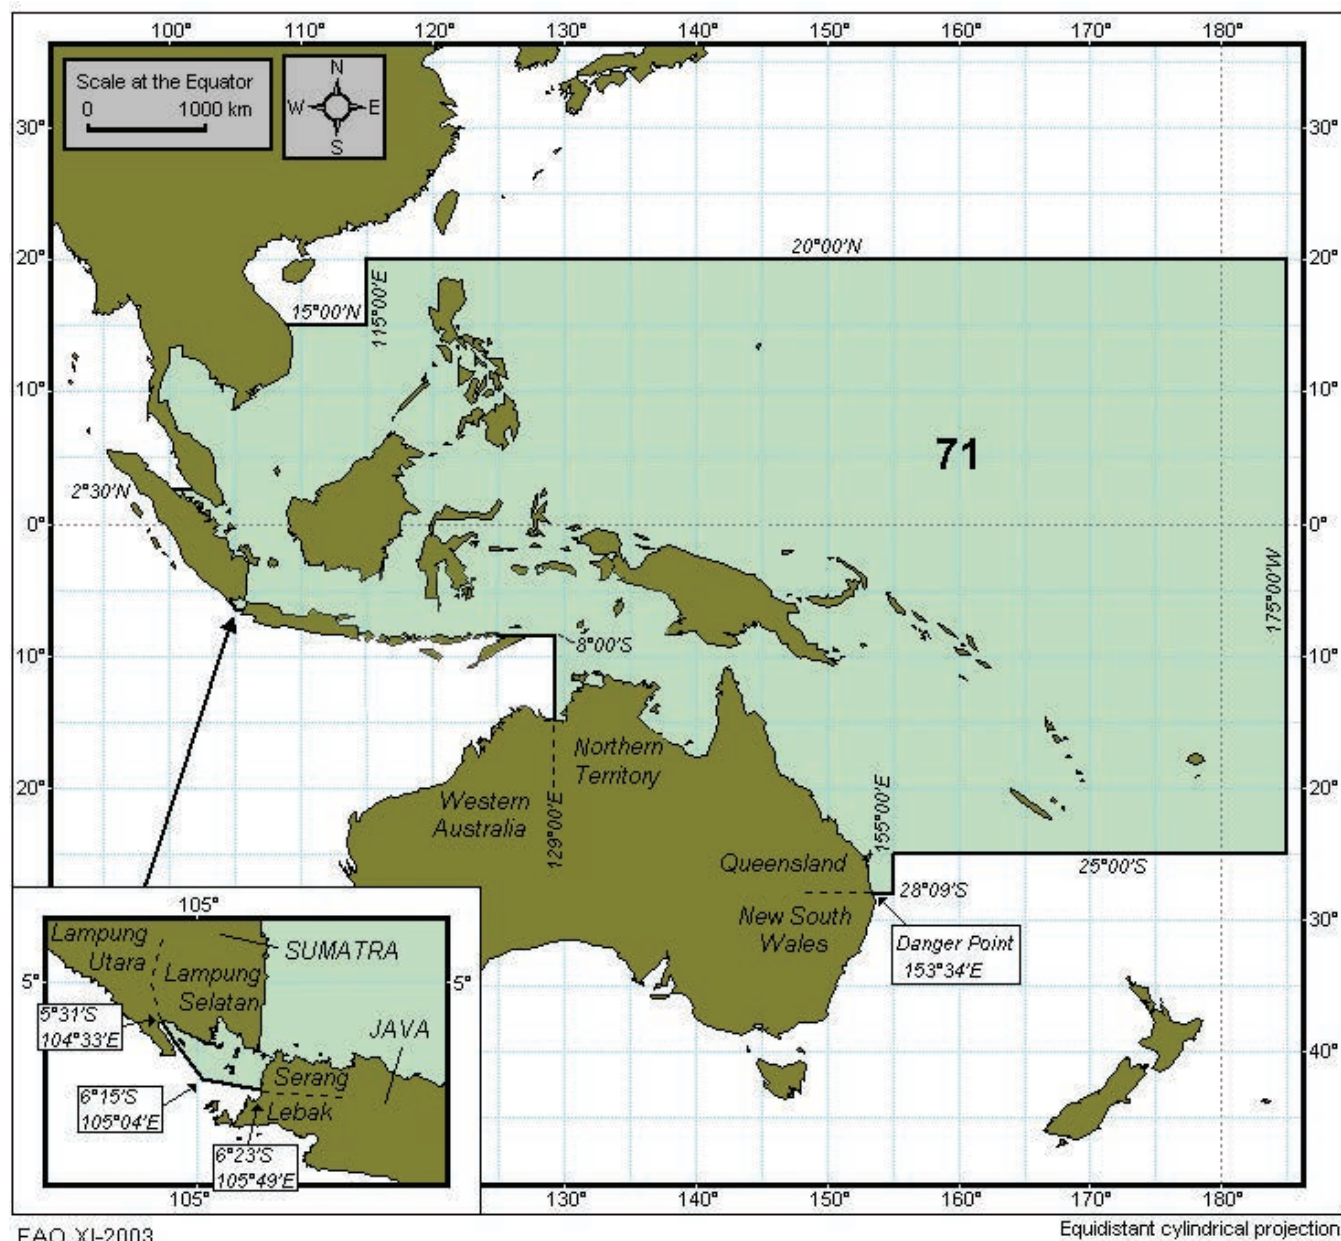 100° 110° 120° 130° 140° 150° 160° 170° 180°
Scale at the Equator
0 1000 km
N
W E
S
30° 30°
20°00'N
20° 20°
115°00'E
15°00'N
10° 10°
71
2°30'N
0° 0°
175°00'W
8°00'S
10° 10°
Northern
Territory
Western
Australia
129°00'E
155°00'E
20° 20°
Queensland
25°00'S
28°09'S
New South
Wales
30°
Danger Point
153°34'E
40°
105°
Lampung
Utara
SUMATRA
Lampung
Selatan
5° 5°
5°31'S
104°33'E
JAVA
Serang
6°15'S
105°04'E
Lebak
6°23'S
105°49'E
105°
130° 140° 150° 160° 170° 180°
FAO XI-2003
Equidistant cylindrical projection